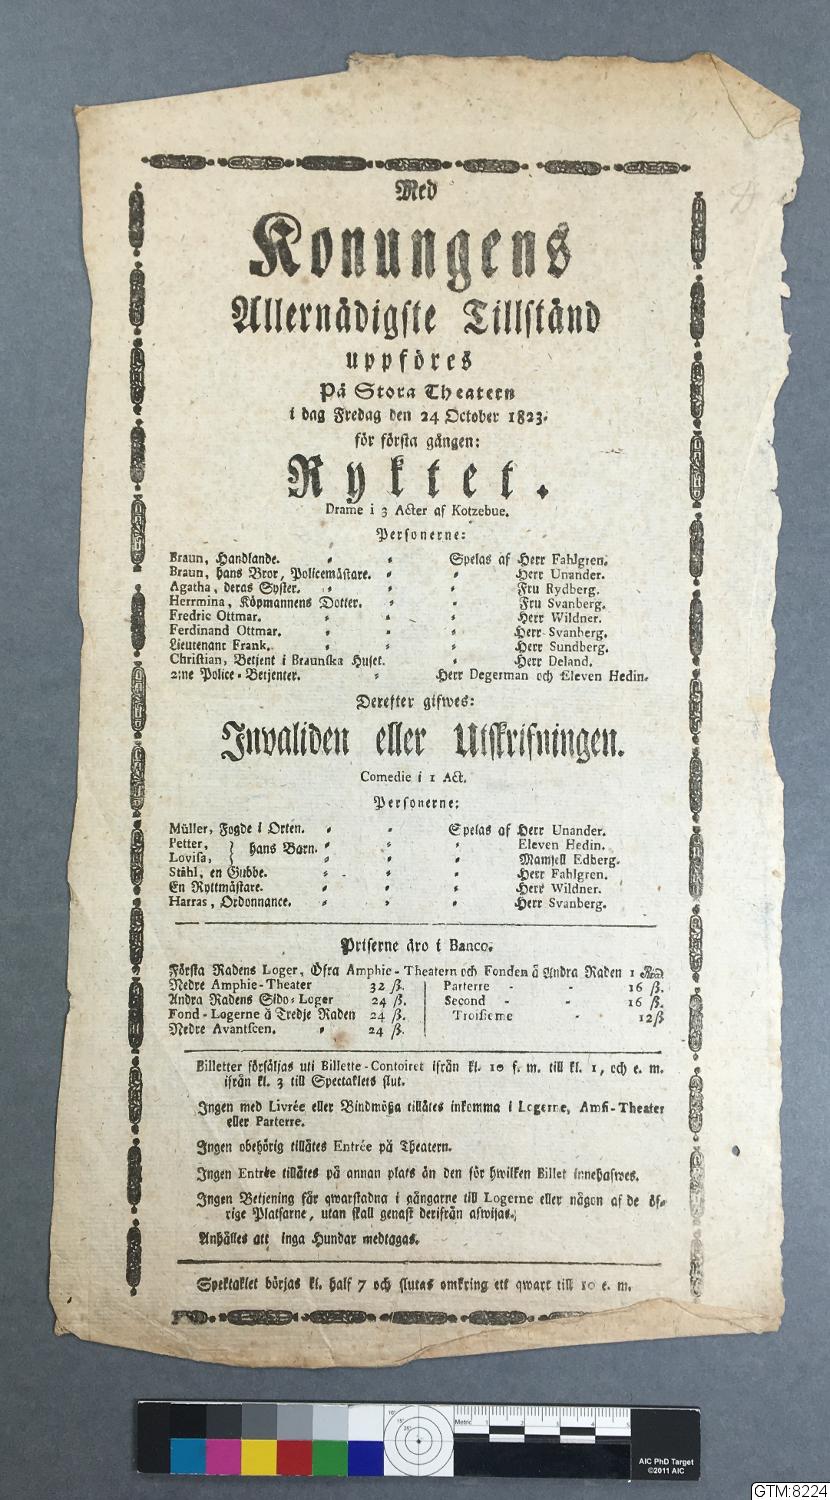 Med
Konungens
Allernådigste Tillstånd
uppföres
På Stora Theatern
i dag Fredag den 24 October 1823.
för första gången:
Ryktet.
Drame i 3 Acter af Kotzebue.
Personerne:
Braun, Handlande. Spelas af Herr Fahlgren.
Braun, hans Bror, Policemästare. Herr Unander.
Agatha, deras Syster. Fru Rydberg.
Herrmina, Köpmannens Dotter. Fru Svanberg.
Fredric Ottmar. Herr Wildner.
Ferdinand Ottmar. Herr Svanberg.
Lieutenant Frank. Herr Sundberg.
Christian, Betjent i Braunska Huset. Herr Deland.
2:ne Police-Betjenter. Herr Degerman och Eleven Hedin.
Derefter gifwes:
Invaliden eller Utskrifningen.
Comedie i 1 Act.
Personerne:
Müller, Fogde i Orten. Spelas af Herr Unander.
Petter, } hans Barn. Eleven Hedin.
Lovisa, } Mamsell Edberg.
Stähl, en Gubbe. Herr Fahlgren.
En Ryttmästare. Herr Wildner.
Harras, Ordonnance. Herr Svanberg.
Priserne äro i Banco.
Första Radens Loger, Öfra Amphie-Theatern och Fonden å Andra Raden 1 R:d
Nedre Amphie-Theater 32 ß. Parterre - - 16 ß.
Andra Radens Sido-Loger 24 ß. Second - - 16 ß.
Fond-Logerne å Tredje Raden 24 ß. Troisieme - 12 ß
Nedre Avantscen. 24 ß.
Billetter försäljas uti Billette-Contoiret ifrån kl. 10 f. m. till kl. 1, och e. m.
ifrån kl. 3 till Spectaklets slut.
Ingen med Livrée eller Bindmößa tillåtes inkomma i Logerne, Amfi-Theater
eller Parterre.
Ingen obehörig tillåtes Entrée på Theatern.
Ingen Entrée tillåtes på annan plats än den för hwilken Billet innehafwes.
Ingen Betjening får qwarstadna i gångarne till Logerne eller någon af de öf-
rige Platsarne, utan skall genast derifrån afwisas.
Anhålles att inga Hundar medtagas.
Spektaklet börjas kl. half 7 och slutas omkring ett qwart till 10 e. m.
Metric 1 2 3 4 5
AIC PhD Target
©2011 AIC
GTM:8224